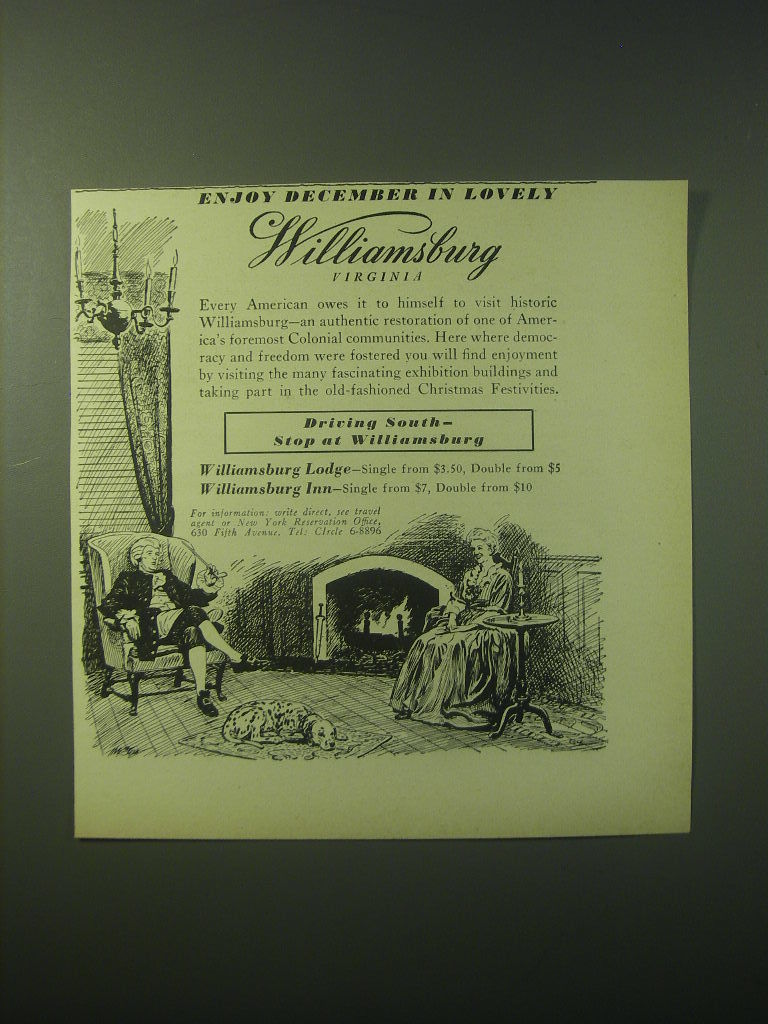 ENJOY DECEMBER IN LOVELY
Williamsburg
VIRGINIA
Every American owes it to himself to visit historic
Williamsburg—an authentic restoration of one of Amer-
ica's foremost Colonial communities. Here where democ-
racy and freedom were fostered you will find enjoyment
by visiting the many fascinating exhibition buildings and
taking part in the old-fashioned Christmas Festivities.
Driving South—
Stop at Williamsburg
Williamsburg Lodge—Single from $3.50, Double from $5
Williamsburg Inn—Single from $7, Double from $10
For information: write direct, see travel
agent or New York Reservation Office,
630 Fifth Avenue. Tel: CIrcle 6-8896